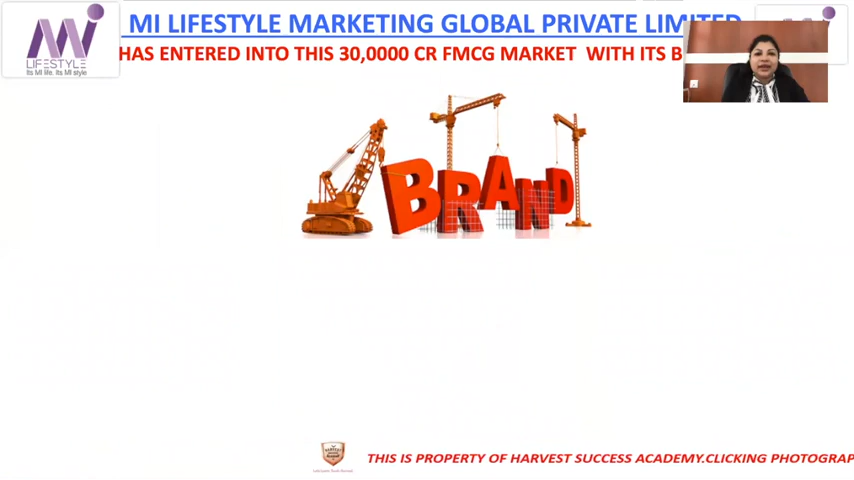 MI LIFESTYLE MARKETING GLOBAL PRIVATE LIMITED
HAS ENTERED INTO THIS 30,0000 CR FMCG MARKET WITH ITS B
Mi
LIFESTYLE
Its MI life. Its MI style
BRAND
THIS IS PROPERTY OF HARVEST SUCCESS ACADEMY.CLICKING PHOTOGRAP